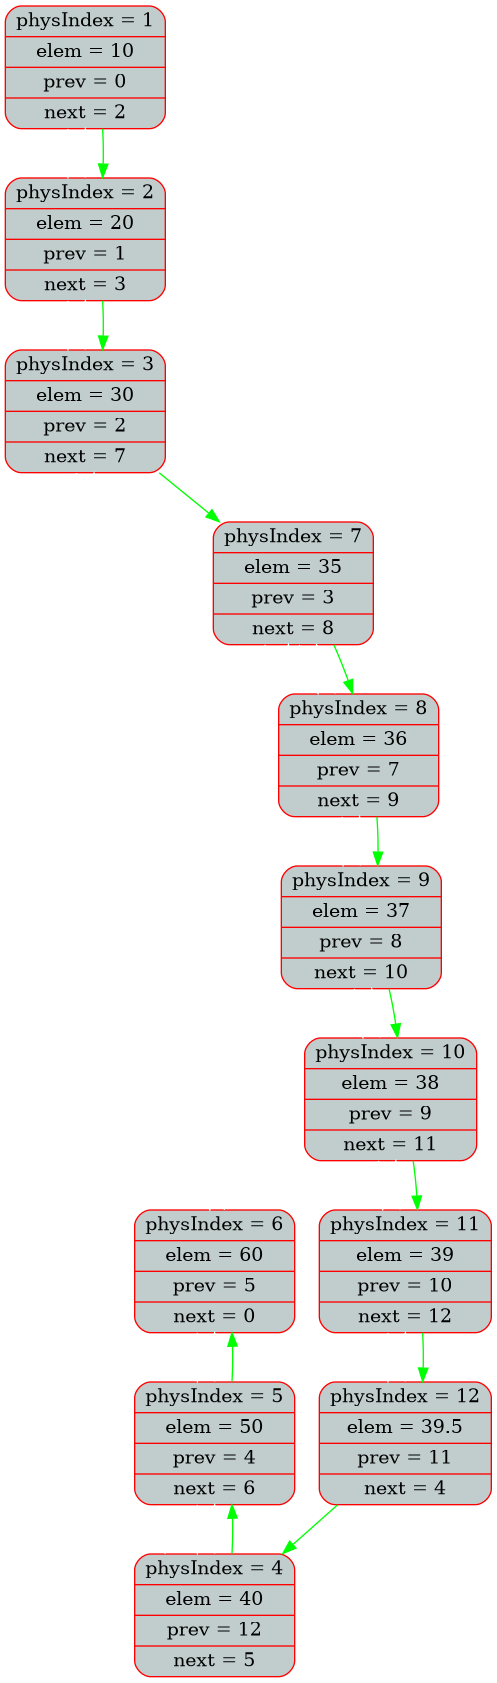 physIndex = 1
elem = 10
prev = 0
next = 2
physIndex = 2
elem = 20
prev = 1
next = 3
physIndex = 3
elem = 30
prev = 2
next = 7
physIndex = 7
elem = 35
prev = 3
next = 8
physIndex = 8
elem = 36
prev = 7
next = 9
physIndex = 9
elem = 37
prev = 8
next = 10
physIndex = 10
elem = 38
prev = 9
next = 11
physIndex = 6
elem = 60
prev = 5
next = 0
physIndex = 11
elem = 39
prev = 10
next = 12
physIndex = 5
elem = 50
prev = 4
next = 6
physIndex = 12
elem = 39.5
prev = 11
next = 4
physIndex = 4
elem = 40
prev = 12
next = 5